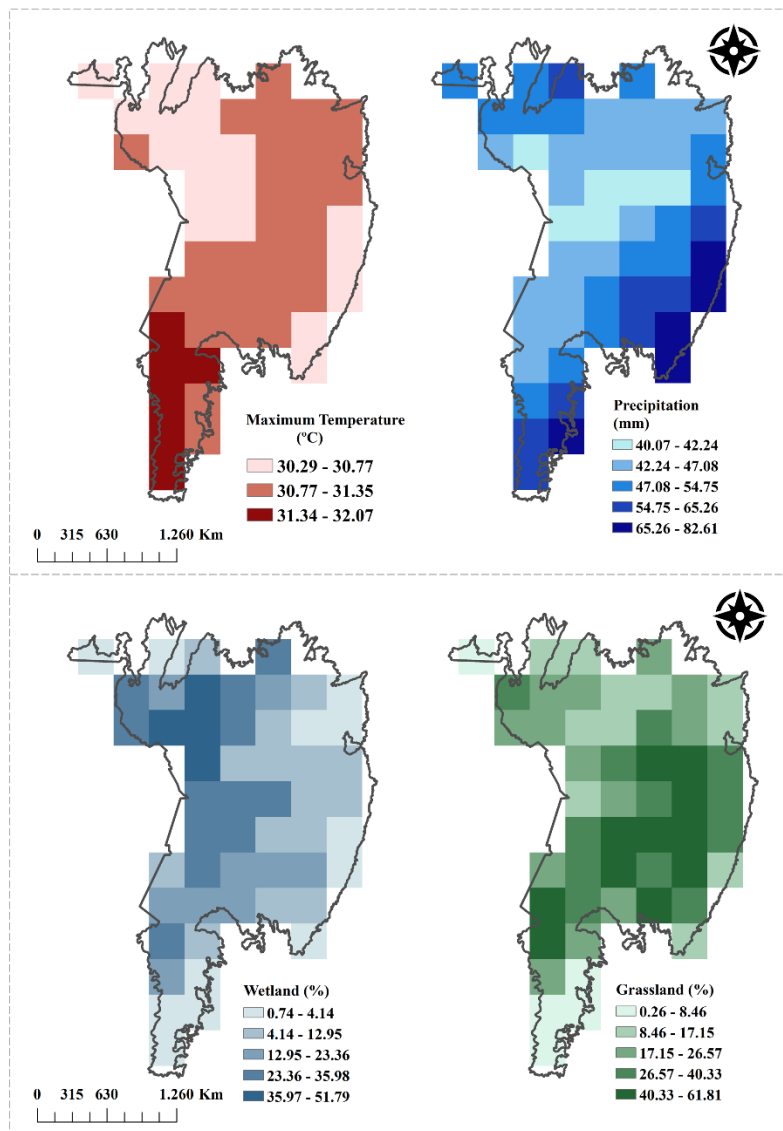 Maximum Temperature
(ºC)
30.29 - 30.77
30.77 - 31.35
31.34 - 32.07
0 315 630 1.260 Km
Precipitation
(mm)
40.07 - 42.24
42.24 - 47.08
47.08 - 54.75
54.75 - 65.26
65.26 - 82.61
Wetland (%)
0.74 - 4.14
4.14 - 12.95
12.95 - 23.36
23.36 - 35.98
35.97 - 51.79
0 315 630 1.260 Km
Grassland (%)
0.26 - 8.46
8.46 - 17.15
17.15 - 26.57
26.57 - 40.33
40.33 - 61.81